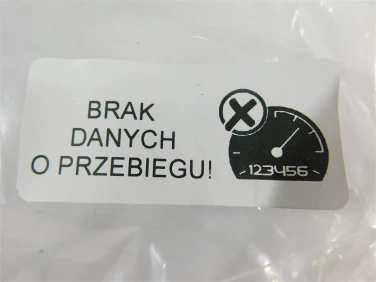 BRAK
DANYCH
O PRZEBIEGU!
123456